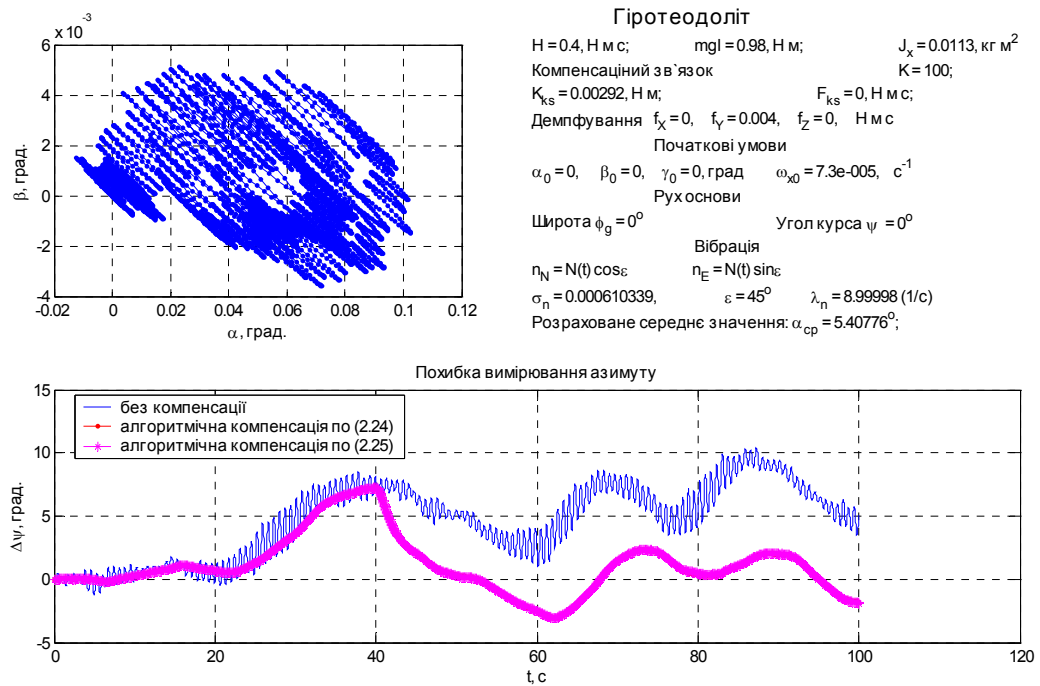 Гіротеодоліт
H = 0.4, Н м с; mgl = 0.98, Н м; J_x = 0.0113, кг м^2
Компенсаціний зв`язок K = 100;
K_ks = 0.00292, Н м; F_ks = 0, Н м с;
Демпфування f_X = 0, f_Y = 0.004, f_Z = 0, Н м с
Початкові умови
α_0 = 0, β_0 = 0, γ_0 = 0, град ω_x0 = 7.3e-005, c^-1
Рух основи
Широта ϕ_g = 0^o Угол курса ψ = 0^o
Вібрація
n_N = N(t) cosε n_E = N(t) sinε
σ_n = 0.000610339, ε = 45^o λ_n = 8.99998 (1/c)
Розраховане середнє значення: α_cp = 5.40776^o;
x 10^-3
6
4
2
0
-2
-4
β, град.
-0.02 0 0.02 0.04 0.06 0.08 0.1 0.12
α, град.
Похибка вимірювання азимуту
без компенсації
алгоритмічна компенсація по (2.24)
алгоритмічна компенсація по (2.25)
15
10
5
0
-5
Δψ, град.
0 20 40 60 80 100 120
t, c